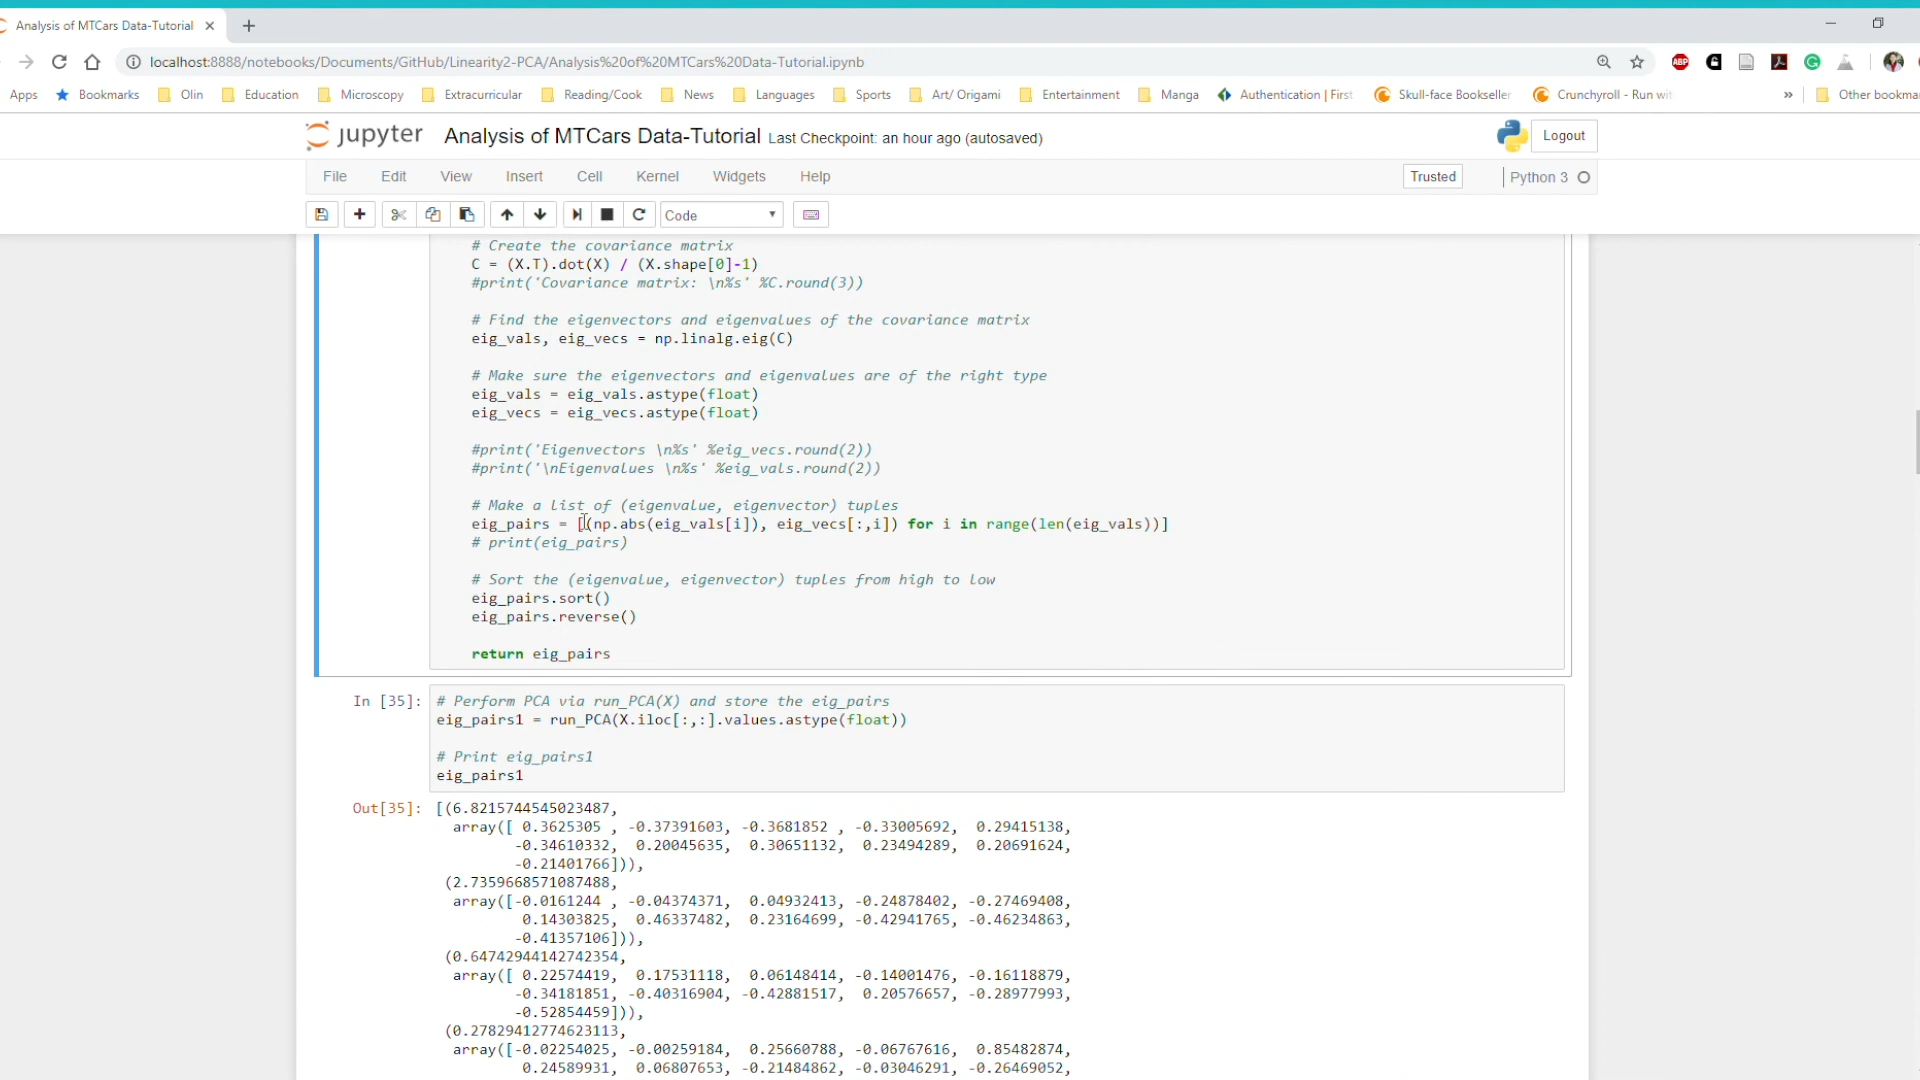 Analysis of MTCars Data-Tutorial
localhost:8888/notebooks/Documents/GitHub/Linearity2-PCA/Analysis%20of%20MTCars%20Data-Tutorial.ipynb
ABP
Apps Bookmarks Olin Education Microscopy Extracurricular Reading/Cook News Languages Sports Art/ Origami Entertainment Manga Authentication | First Skull-face Bookseller Crunchyroll - Run wit » Other bookma
jupyter Analysis of MTCars Data-Tutorial Last Checkpoint: an hour ago (autosaved) Logout
File Edit View Insert Cell Kernel Widgets Help Trusted Python 3
Code
# Create the covariance matrix
C = (X.T).dot(X) / (X.shape[0]-1)
#print('Covariance matrix: \n%s' %C.round(3))
# Find the eigenvectors and eigenvalues of the covariance matrix
eig_vals, eig_vecs = np.linalg.eig(C)
# Make sure the eigenvectors and eigenvalues are of the right type
eig_vals = eig_vals.astype(float)
eig_vecs = eig_vecs.astype(float)
#print('Eigenvectors \n%s' %eig_vecs.round(2))
#print('\nEigenvalues \n%s' %eig_vals.round(2))
# Make a list of (eigenvalue, eigenvector) tuples
eig_pairs = [(np.abs(eig_vals[i]), eig_vecs[:,i]) for i in range(len(eig_vals))]
# print(eig_pairs)
# Sort the (eigenvalue, eigenvector) tuples from high to low
eig_pairs.sort()
eig_pairs.reverse()
return eig_pairs
In [35]: # Perform PCA via run_PCA(X) and store the eig_pairs
eig_pairs1 = run_PCA(X.iloc[:,:].values.astype(float))
# Print eig_pairs1
eig_pairs1
Out[35]: [(6.8215744545023487,
array([ 0.3625305 , -0.37391603, -0.3681852 , -0.33005692, 0.29415138,
-0.34610332, 0.20045635, 0.30651132, 0.23494289, 0.20691624,
-0.21401766])),
(2.7359668571087488,
array([-0.0161244 , -0.04374371, 0.04932413, -0.24878402, -0.27469408,
0.14303825, 0.46337482, 0.23164699, -0.42941765, -0.46234863,
-0.41357106])),
(0.64742944142742354,
array([ 0.22574419, 0.17531118, 0.06148414, -0.14001476, -0.16118879,
-0.34181851, -0.40316904, -0.42881517, 0.20576657, -0.28977993,
-0.52854459])),
(0.27829412774623113,
array([-0.02254025, -0.00259184, 0.25660788, -0.06767616, 0.85482874,
0.24589931, 0.06807653, -0.21484862, -0.03046291, -0.26469052,